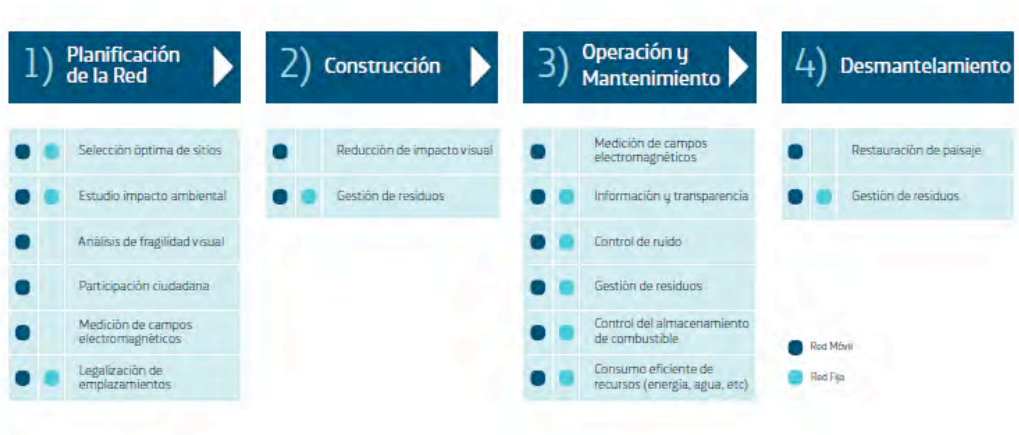 1) Planificación
de la Red
2) Construcción
3) Operación y
Mantenimiento
4) Desmantelamiento
Selección óptima de sitios
Estudio impacto ambiental
Análisis de fragilidad visual
Participación ciudadana
Medición de campos
electromagnéticos
Legalización de
emplazamientos
Reducción de impacto visual
Gestión de residuos
Medición de campos
electromagnéticos
Información y transparencia
Control de ruido
Gestión de residuos
Control del almacenamiento
de combustible
Consumo eficiente de
recursos (energía, agua, etc)
Restauración de paisaje
Gestión de residuos
Red Móvil
Red Fija